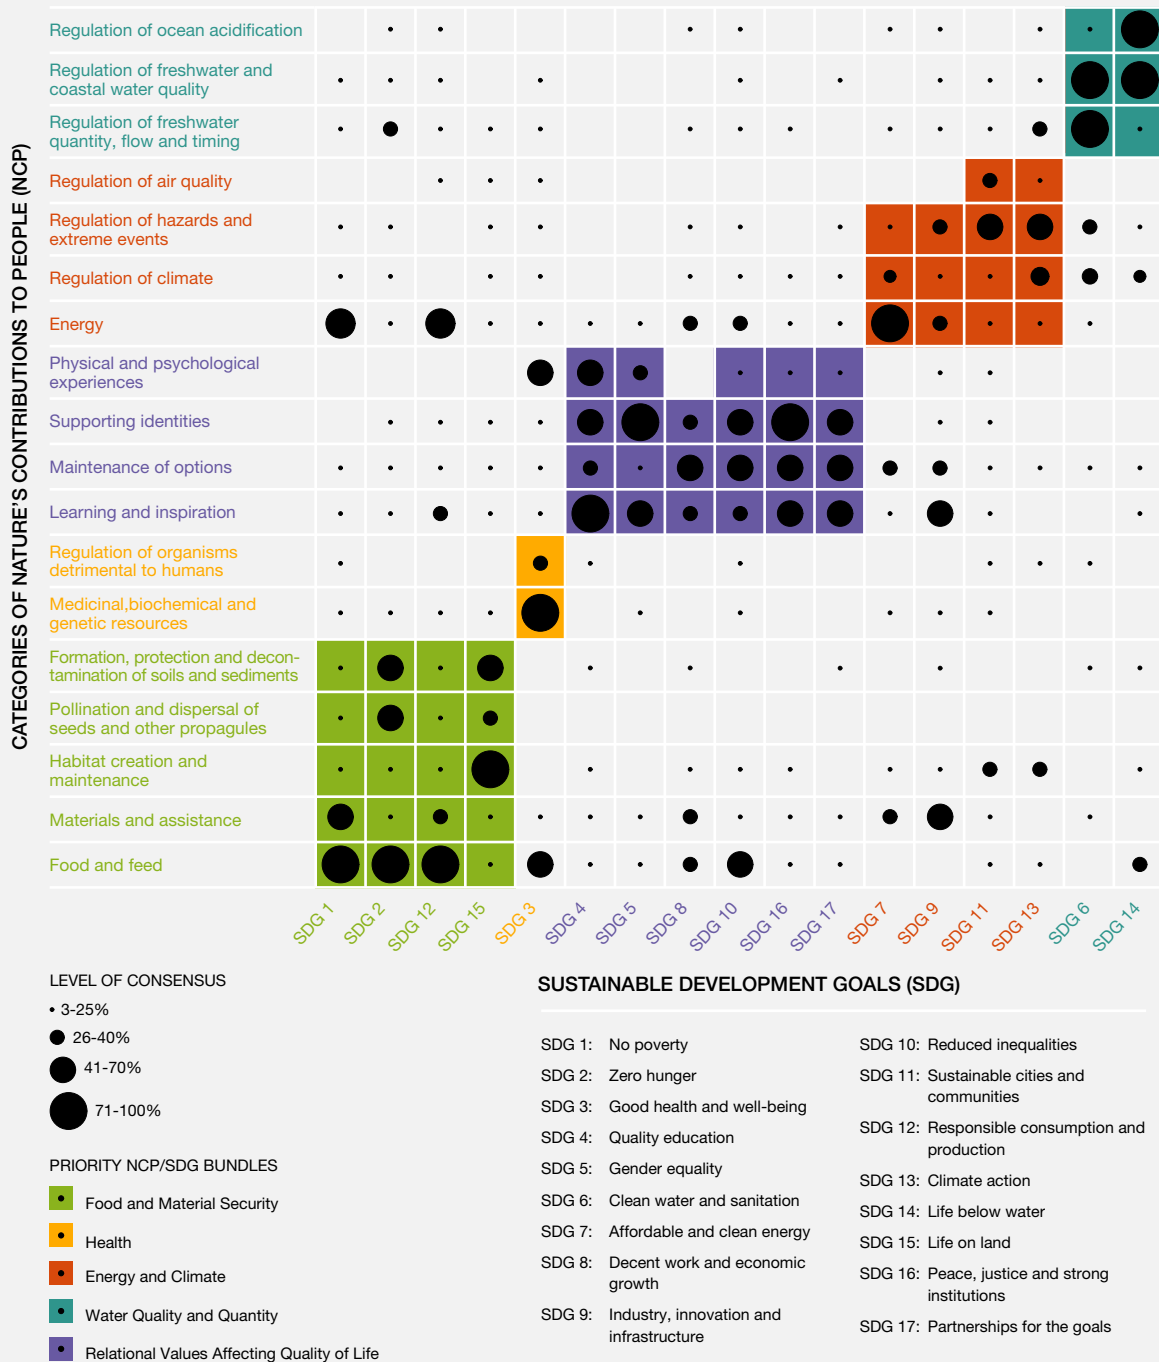 CATEGORIES OF NATURE'S CONTRIBUTIONS TO PEOPLE (NCP)
Regulation of ocean acidification
Regulation of freshwater and
coastal water quality
Regulation of freshwater
quantity, flow and timing
Regulation of air quality
Regulation of hazards and
extreme events
Regulation of climate
Energy
Physical and psychological
experiences
Supporting identities
Maintenance of options
Learning and inspiration
Regulation of organisms
detrimental to humans
Medicinal,biochemical and
genetic resources
Formation, protection and decon-
tamination of soils and sediments
Pollination and dispersal of
seeds and other propagules
Habitat creation and
maintenance
Materials and assistance
Food and feed
SDG 1
SDG 2
SDG 12
SDG 15
SDG 3
SDG 4
SDG 5
SDG 8
SDG 10
SDG 16
SDG 17
SDG 7
SDG 9
SDG 11
SDG 13
SDG 6
SDG 14
LEVEL OF CONSENSUS
3-25%
26-40%
41-70%
71-100%
PRIORITY NCP/SDG BUNDLES
Food and Material Security
Health
Energy and Climate
Water Quality and Quantity
Relational Values Affecting Quality of Life
SUSTAINABLE DEVELOPMENT GOALS (SDG)
SDG 1: No poverty
SDG 2: Zero hunger
SDG 3: Good health and well-being
SDG 4: Quality education
SDG 5: Gender equality
SDG 6: Clean water and sanitation
SDG 7: Affordable and clean energy
SDG 8: Decent work and economic
growth
SDG 9: Industry, innovation and
infrastructure
SDG 10: Reduced inequalities
SDG 11: Sustainable cities and
communities
SDG 12: Responsible consumption and
production
SDG 13: Climate action
SDG 14: Life below water
SDG 15: Life on land
SDG 16: Peace, justice and strong
institutions
SDG 17: Partnerships for the goals